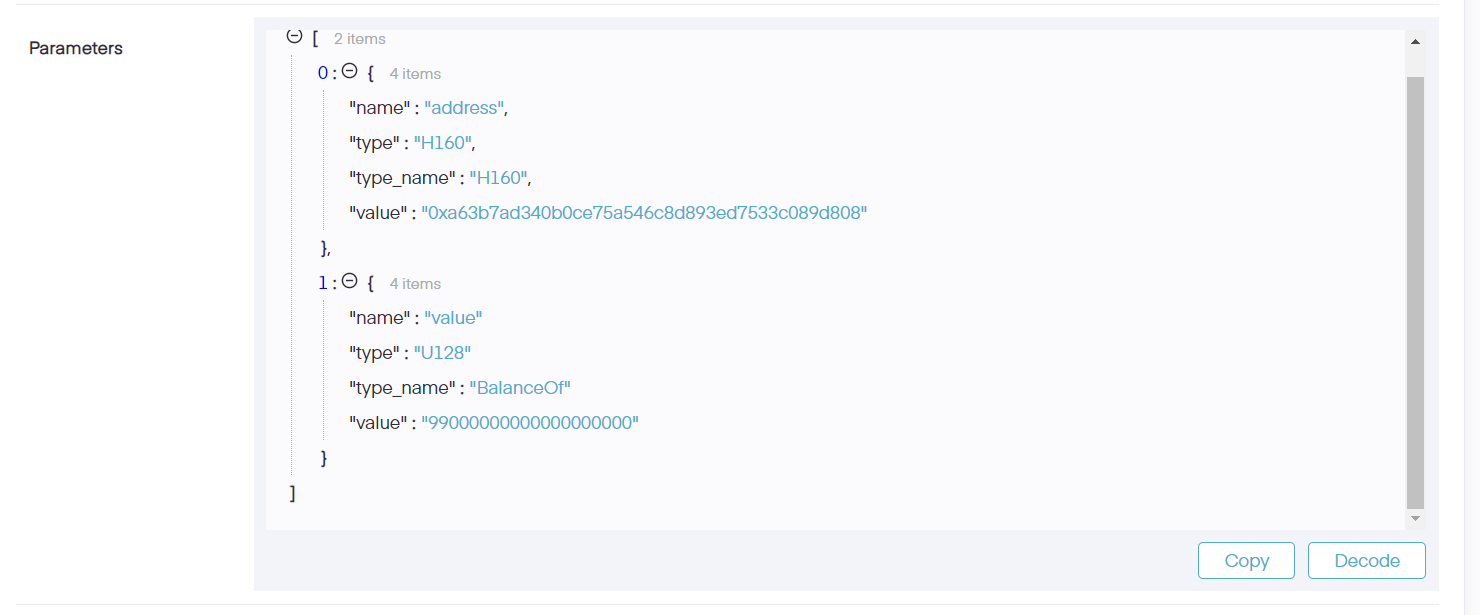 Parameters
[ 2 items
0 : { 4 items
"name" : "address",
"type" : "H160",
"type_name" : "H160",
"value" : "0xa63b7ad340b0ce75a546c8d893ed7533c089d808"
},
1 : { 4 items
"name" : "value"
"type" : "U128"
"type_name" : "BalanceOf"
"value" : "99000000000000000000"
}
]
Copy
Decode